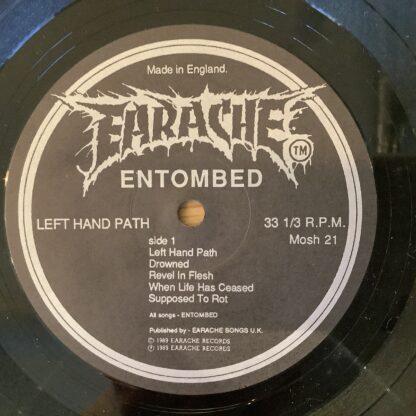 Made in England.
EARACHE TM
ENTOMBED
LEFT HAND PATH 33 1/3 R.P.M.
Mosh 21
side 1
Left Hand Path
Drowned
Revel In Flesh
When Life Has Ceased
Supposed To Rot
All songs - ENTOMBED
Published by - EARACHE SONGS U.K.
© 1989 EARACHE RECORDS
℗ 1989 EARACHE RECORDS